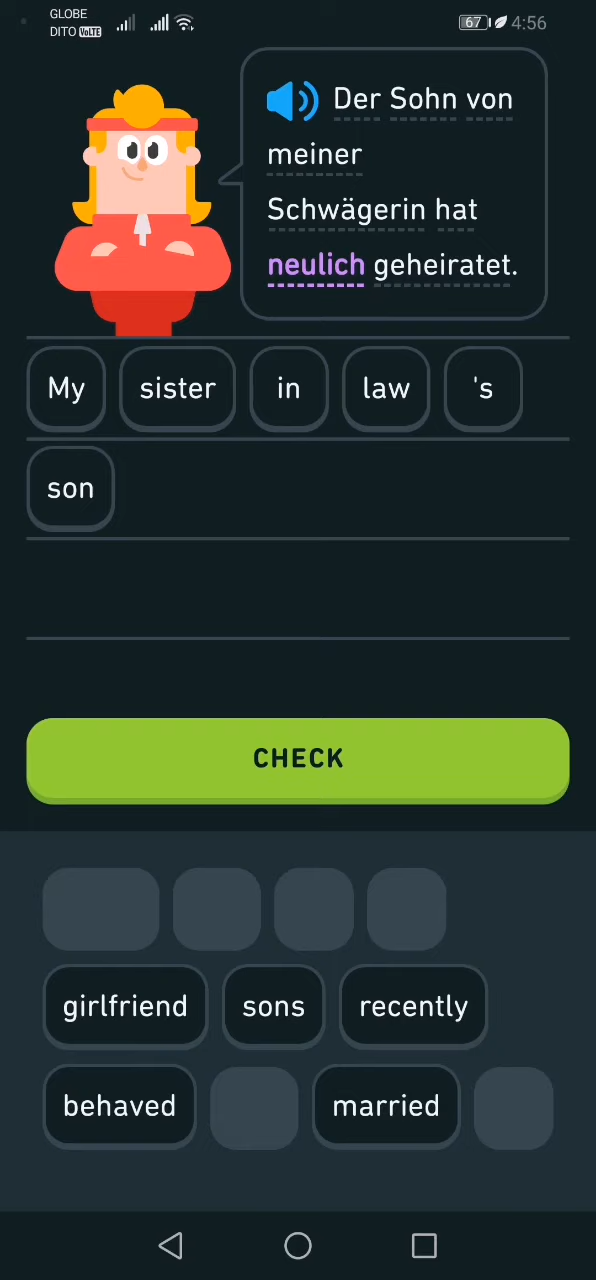 GLOBE
DITO VoLTE 67 4:56
Der Sohn von
meiner
Schwägerin hat
neulich geheiratet.
My sister in law 's
son
CHECK
girlfriend sons recently
behaved married